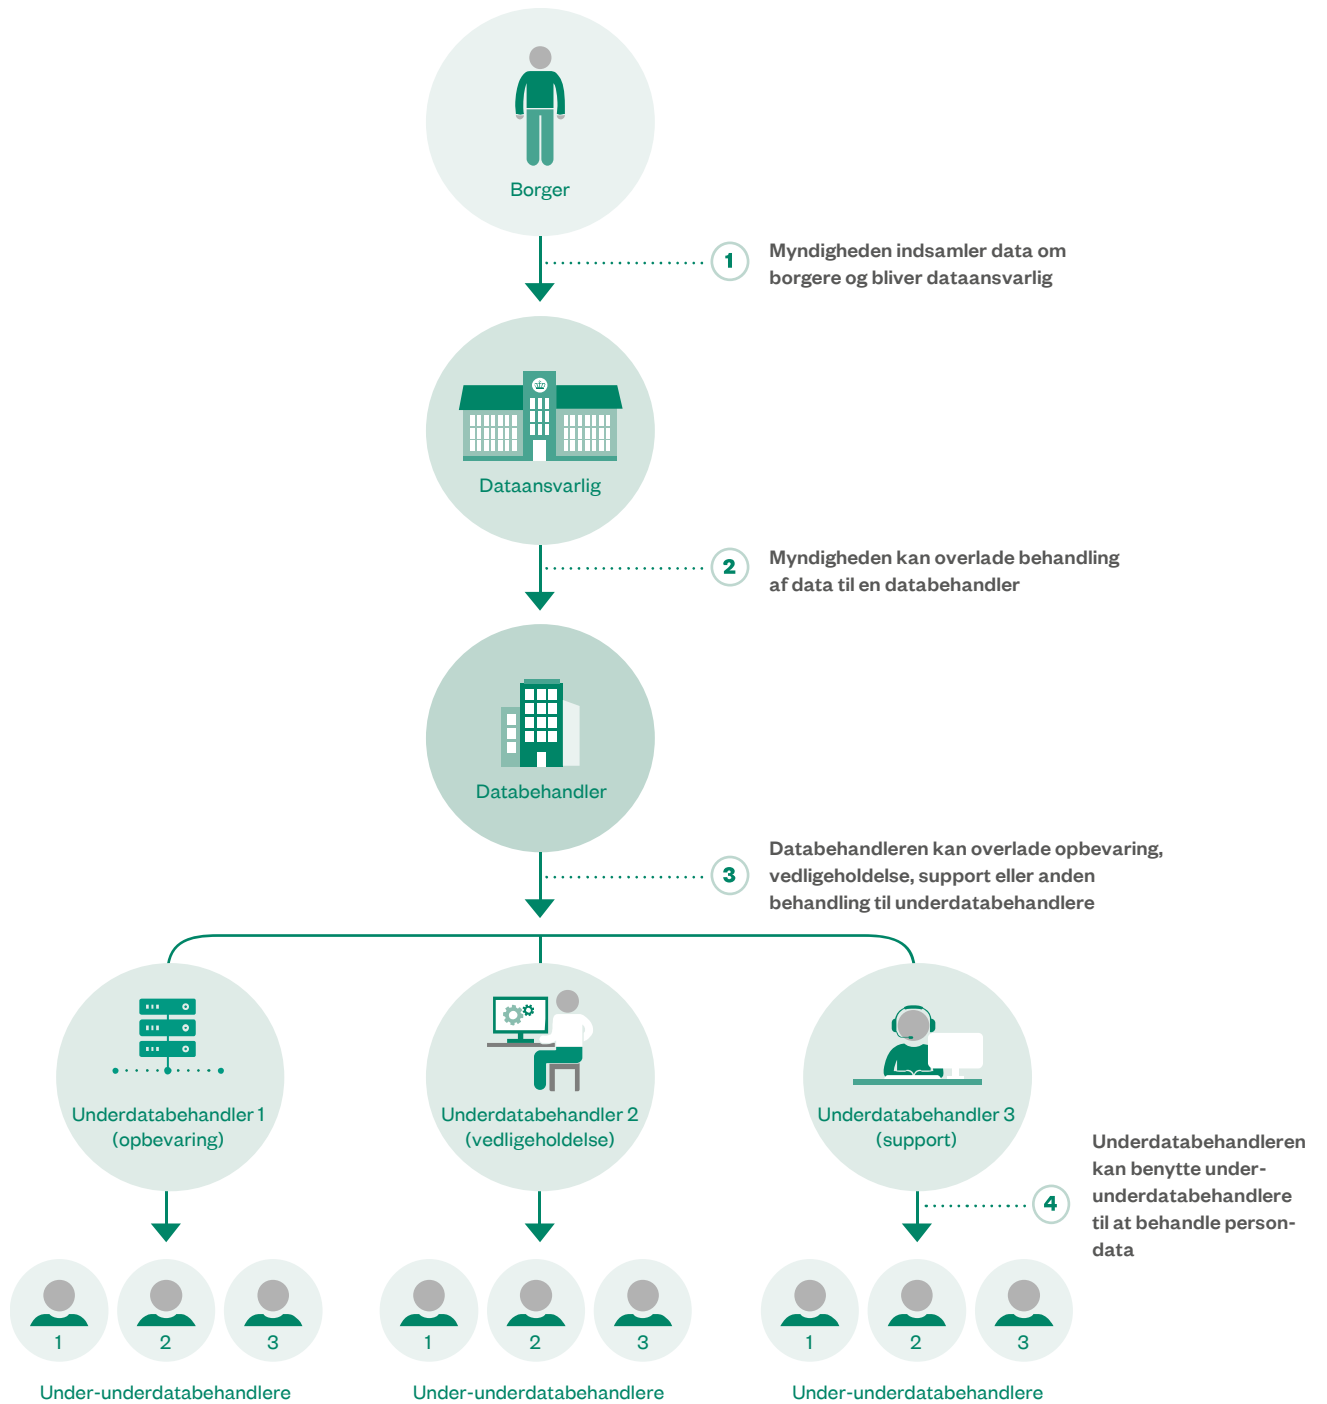 Borger
1
Myndigheden indsamler data om
borgere og bliver dataansvarlig
Dataansvarlig
2
Myndigheden kan overlade behandling
af data til en databehandler
Databehandler
3
Databehandleren kan overlade opbevaring,
vedligeholdelse, support eller anden
behandling til underdatabehandlere
Underdatabehandler 1
(opbevaring)
Underdatabehandler 2
(vedligeholdelse)
Underdatabehandler 3
(support)
4
Underdatabehandleren
kan benytte under-
underdatabehandlere
til at behandle person-
data
1
2
3
Under-underdatabehandlere
1
2
3
Under-underdatabehandlere
1
2
3
Under-underdatabehandlere